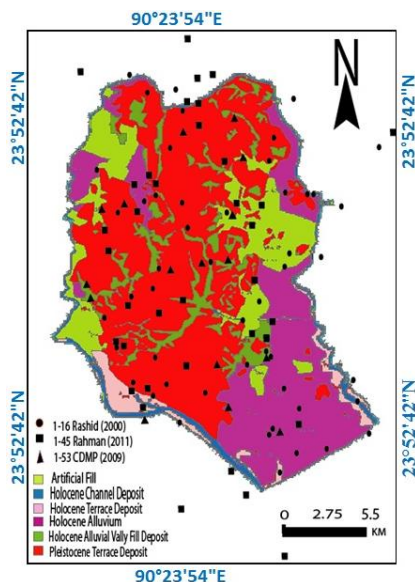 90°23'54"E
N
23°52'42"N
23°52'42"N
1-16 Rashid (2000)
1-45 Rahman (2011)
1-53 CDMP (2009)
23°52'42"N
23°52'42"N
Artificial Fill
Holocene Channel Deposit
Holocene Terrace Deposit
Holocene Alluvium
Holocene Alluvial Vally Fill Deposit
Pleistocene Terrace Deposit
0 2.75 5.5
KM
90°23'54"E